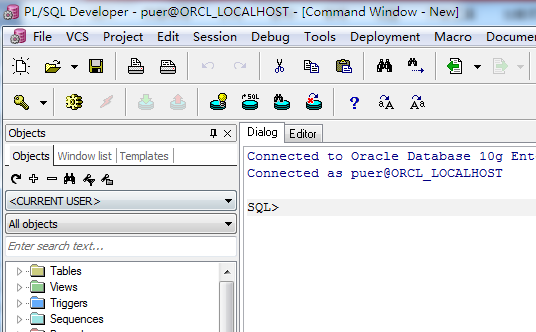 PL/SQL Developer - puer@ORCL_LOCALHOST - [Command Window - New]
File VCS Project Edit Session Debug Tools Deployment Macro Documen
Objects
Dialog Editor
Objects Window list Templates
Connected to Oracle Database 10g Ent
Connected as puer@ORCL_LOCALHOST
<CURRENT USER>
SQL>
All objects
Enter search text...
Tables
Views
Triggers
Sequences